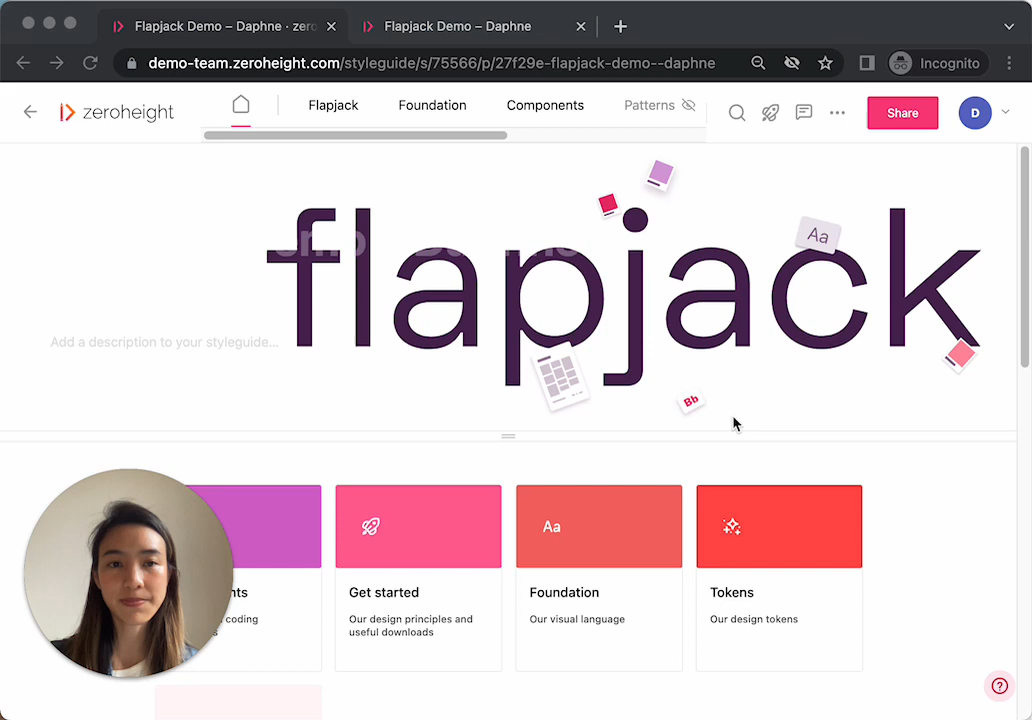 Flapjack Demo – Daphne · zero
Flapjack Demo – Daphne
demo-team.zeroheight.com/styleguide/s/75566/p/27f29e-flapjack-demo--daphne
Incognito
zeroheight
Flapjack
Foundation
Components
Patterns
Share
D
flapjack
Aa
Add a description to your styleguide...
Bb
Aa
Get started
Our design principles and
useful downloads
Foundation
Our visual language
Tokens
Our design tokens
coding